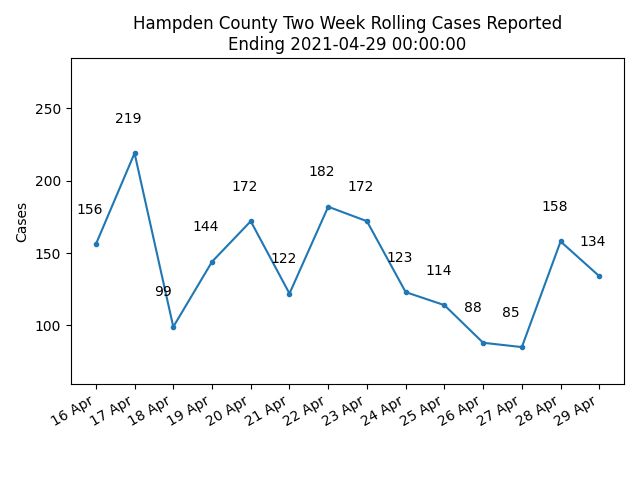 Hampden County Two Week Rolling Cases Reported
Ending 2021-04-29 00:00:00
Cases
250
200
150
100
156
219
99
144
172
122
182
172
123
114
88
85
158
134
16 Apr
17 Apr
18 Apr
19 Apr
20 Apr
21 Apr
22 Apr
23 Apr
24 Apr
25 Apr
26 Apr
27 Apr
28 Apr
29 Apr